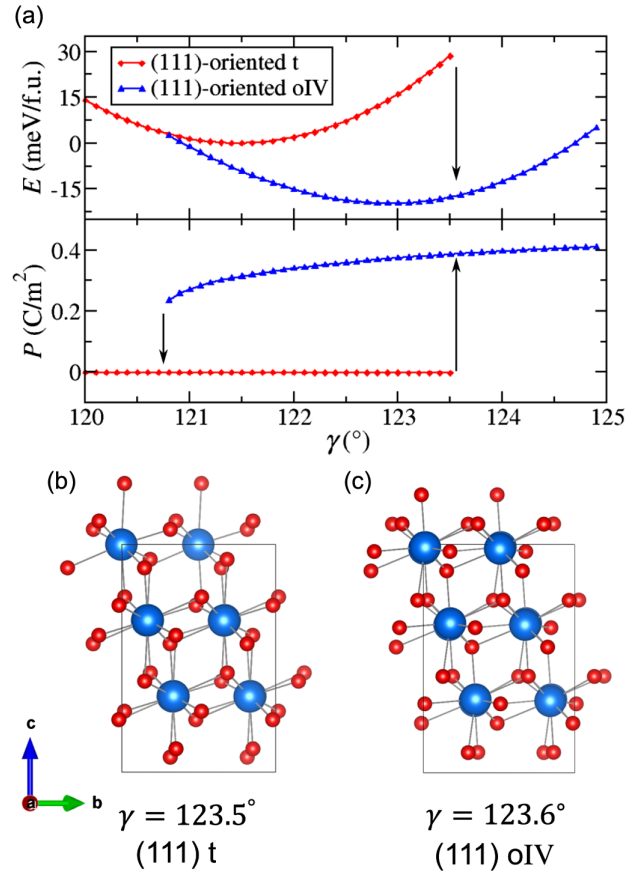 (a)
30
(111)-oriented t
15
(111)-oriented oIV
0
-15
E (meV/f.u.)
0.4
0.2
0
P (C/m²)
120 121 122 123 124 125
γ(°)
(b)
(c)
c
a b
γ = 123.5°
(111) t
γ = 123.6°
(111) oIV